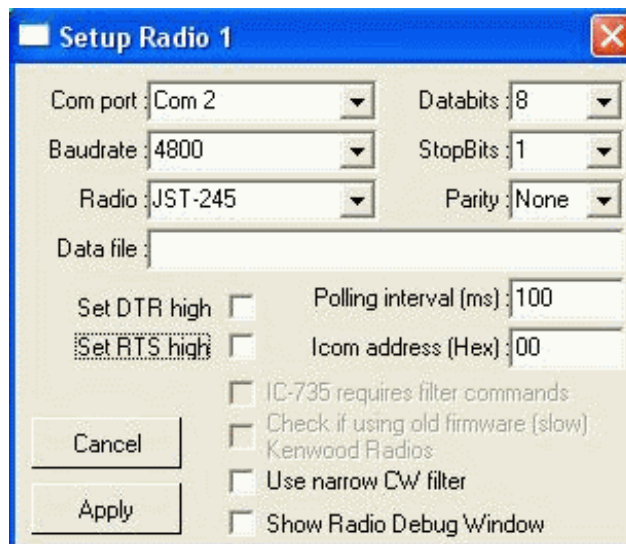 Setup Radio 1
Com port : Com 2 Databits : 8
Baudrate : 4800 StopBits : 1
Radio : JST-245 Parity : None
Data file :
Set DTR high Polling interval (ms) : 100
Set RTS high Icom address (Hex) : 00
IC-735 requires filter commands
Check if using old firmware (slow)
Kenwood Radios
Cancel
Use narrow CW filter
Apply
Show Radio Debug Window